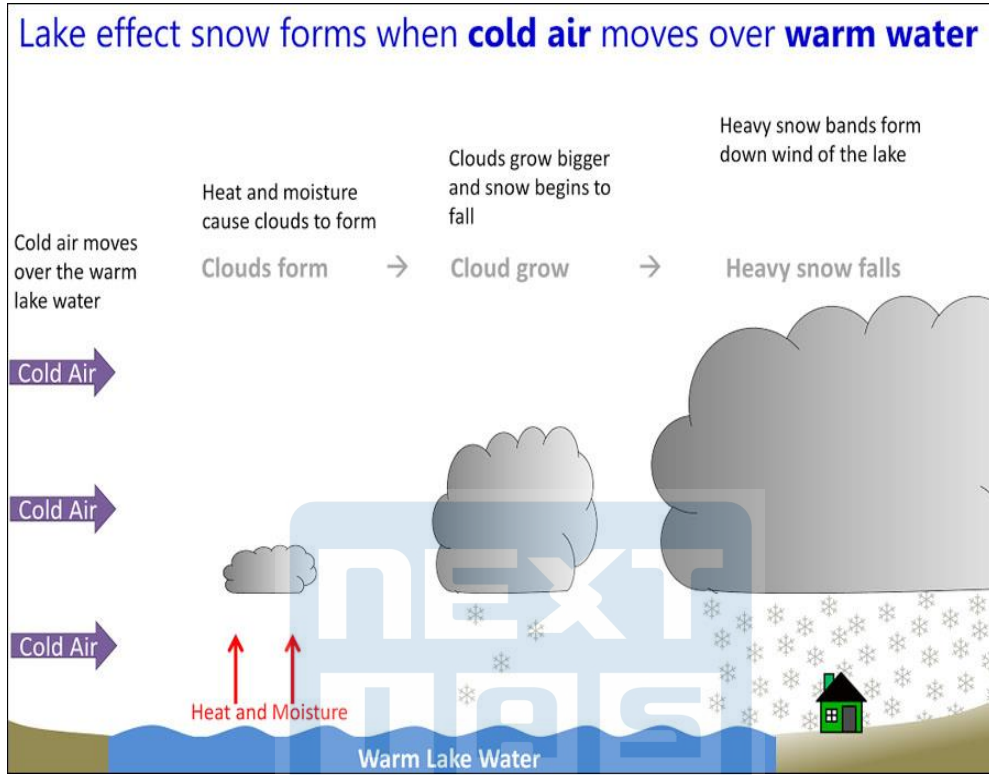 Lake effect snow forms when cold air moves over warm water
Cold air moves
over the warm
lake water
Heat and moisture
cause clouds to form
Clouds grow bigger
and snow begins to
fall
Heavy snow bands form
down wind of the lake
Clouds form → Cloud grow → Heavy snow falls
Cold Air
Cold Air
Cold Air
Heat and Moisture
Warm Lake Water
NEXT
IAS